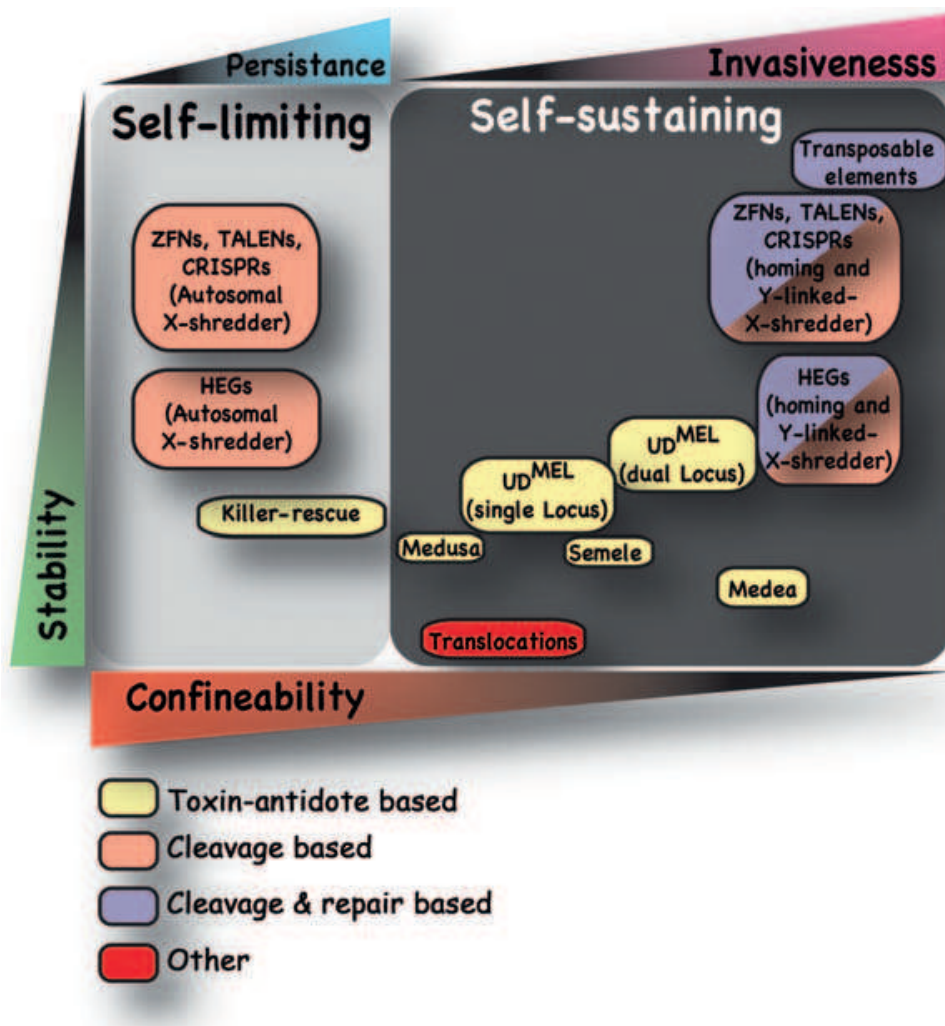 Persistance
Invasivenesss
Self-limiting
Self-sustaining
Transposable
elements
ZFNs, TALENs,
CRISPRs
(Autosomal
X-shredder)
ZFNs, TALENs,
CRISPRs
(homing and
Y-linked-
X-shredder)
HEGs
(Autosomal
X-shredder)
HEGs
(homing and
Y-linked-
X-shredder)
UDMEL
(dual Locus)
UDMEL
(single Locus)
Killer-rescue
Medusa
Semele
Medea
Translocations
Stability
Confineability
Toxin-antidote based
Cleavage based
Cleavage & repair based
Other